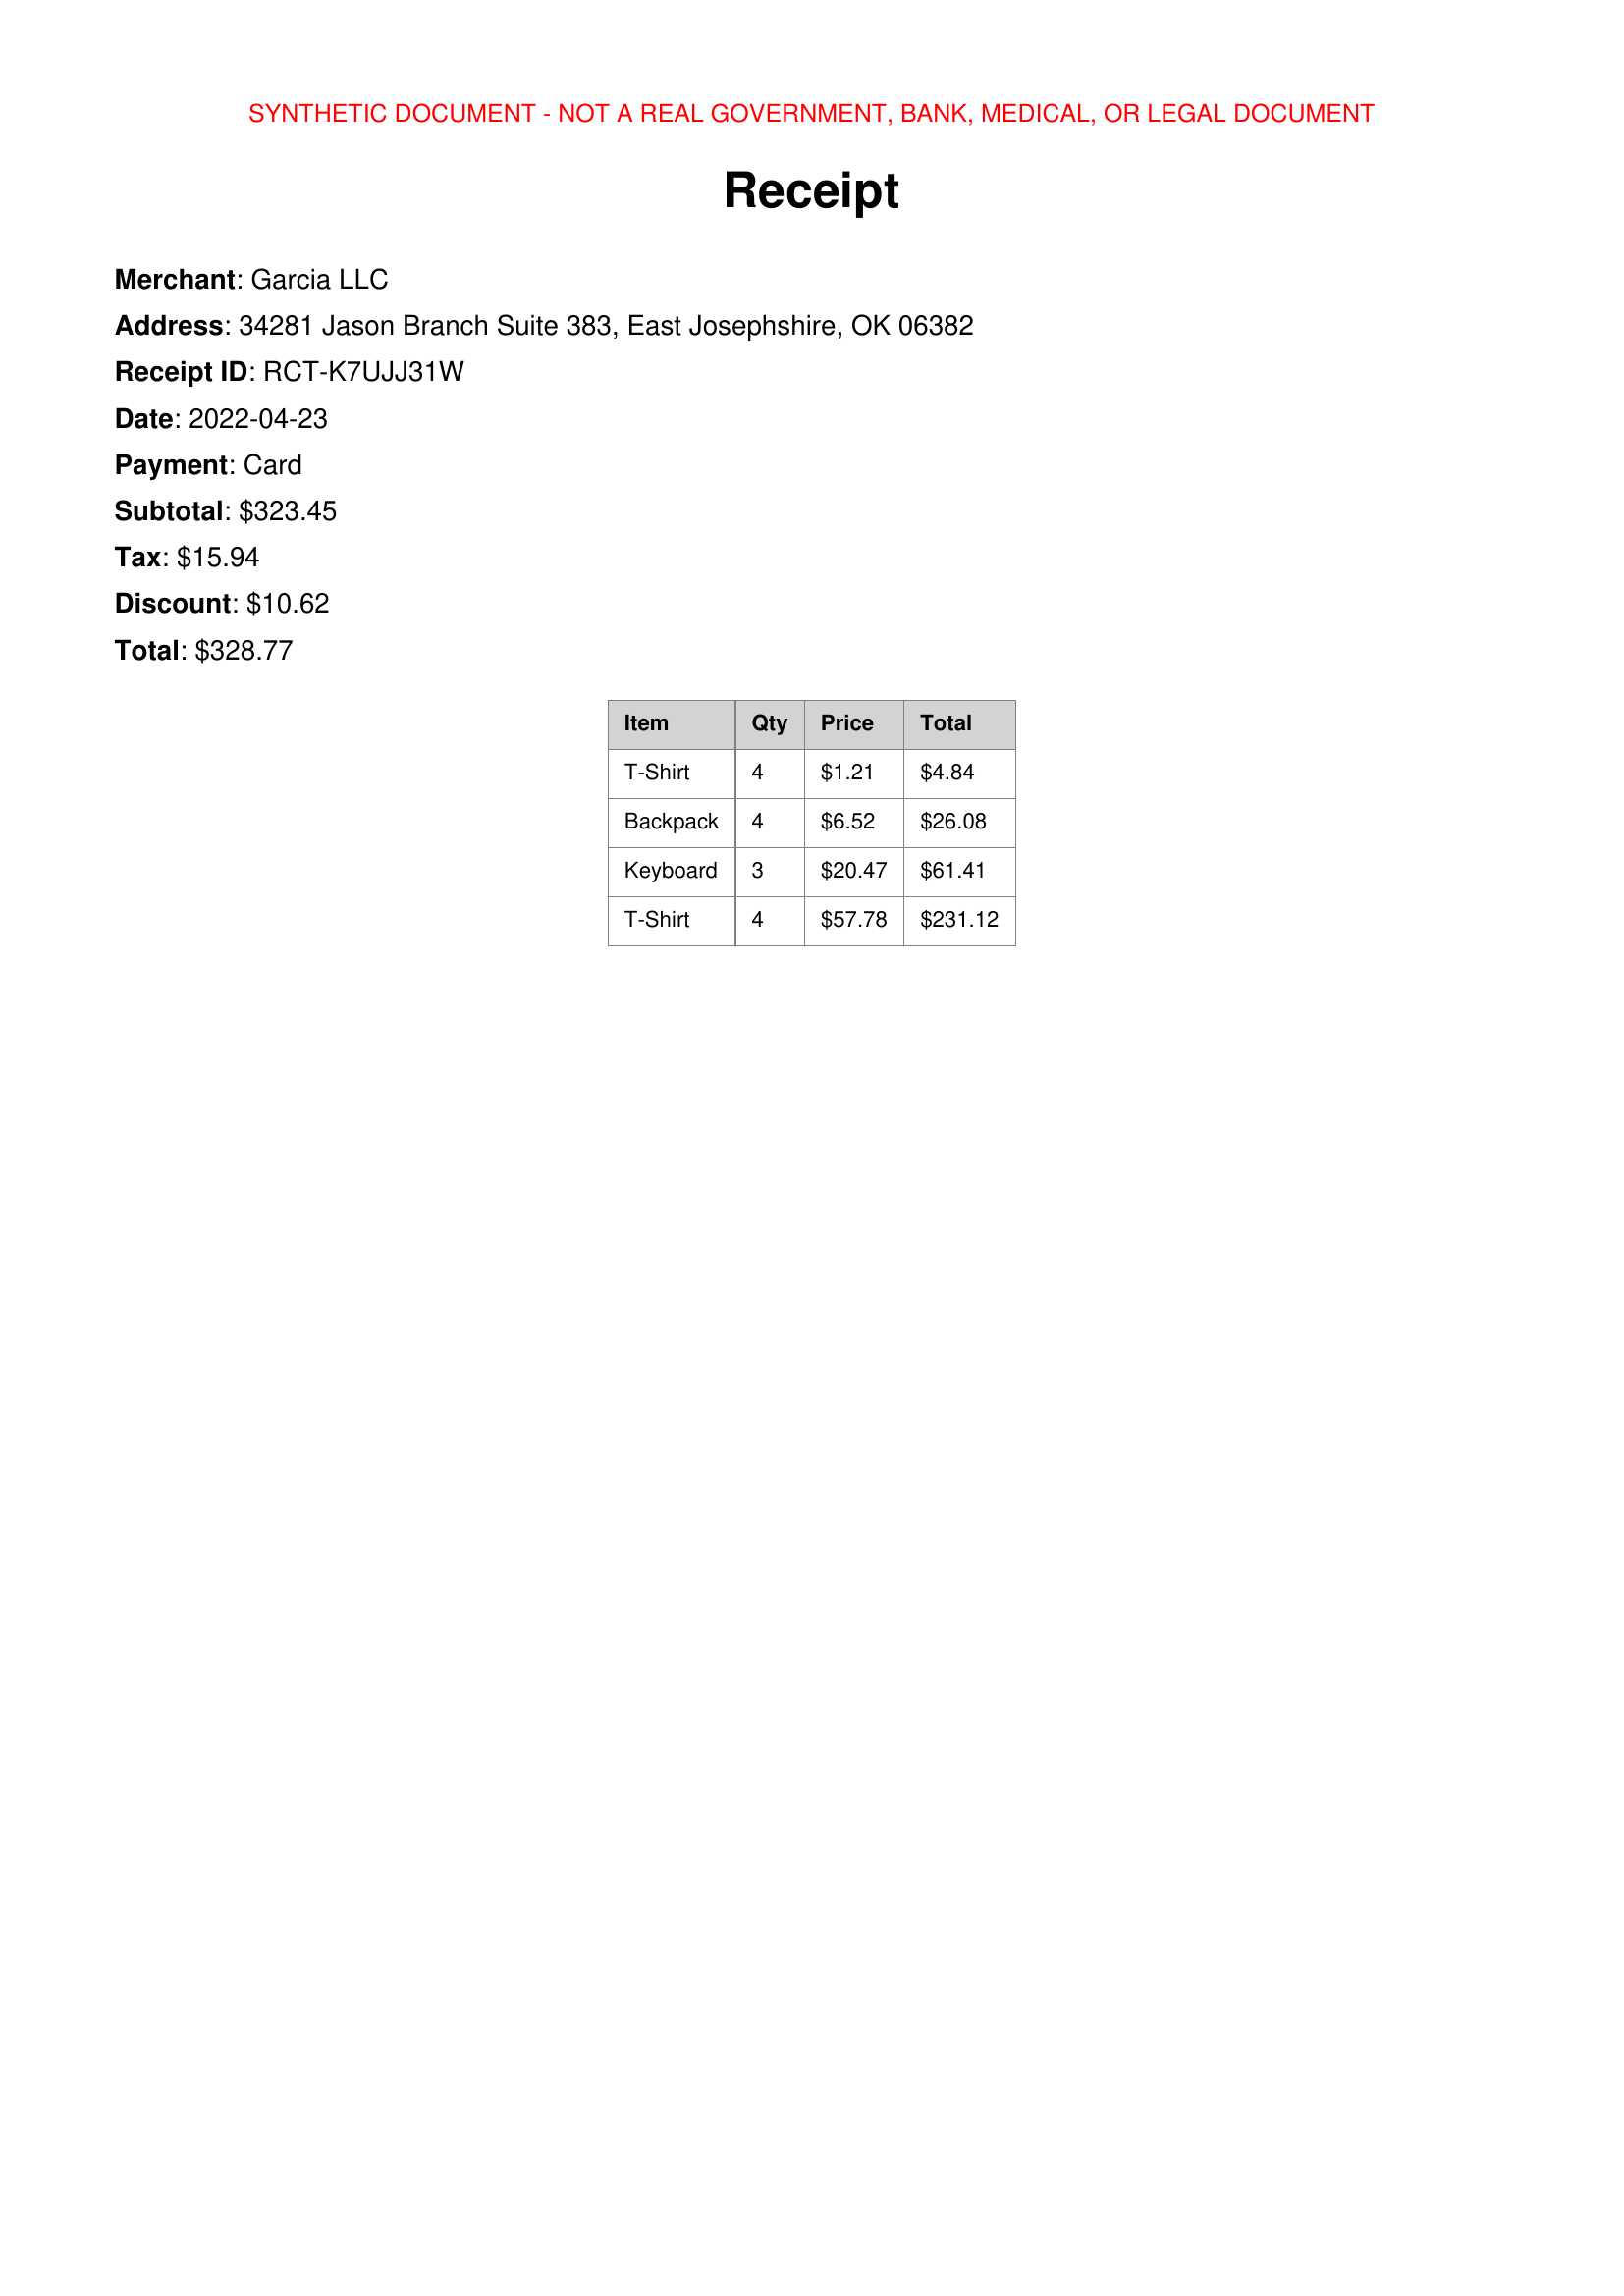 SYNTHETIC DOCUMENT - NOT A REAL GOVERNMENT, BANK, MEDICAL, OR LEGAL DOCUMENT
Receipt
Merchant: Garcia LLC
Address: 34281 Jason Branch Suite 383, East Josephshire, OK 06382
Receipt ID: RCT-K7UJJ31W
Date: 2022-04-23
Payment: Card
Subtotal: $323.45
Tax: $15.94
Discount: $10.62
Total: $328.77
Item Qty Price Total
T-Shirt 4 $1.21 $4.84
Backpack 4 $6.52 $26.08
Keyboard 3 $20.47 $61.41
T-Shirt 4 $57.78 $231.12